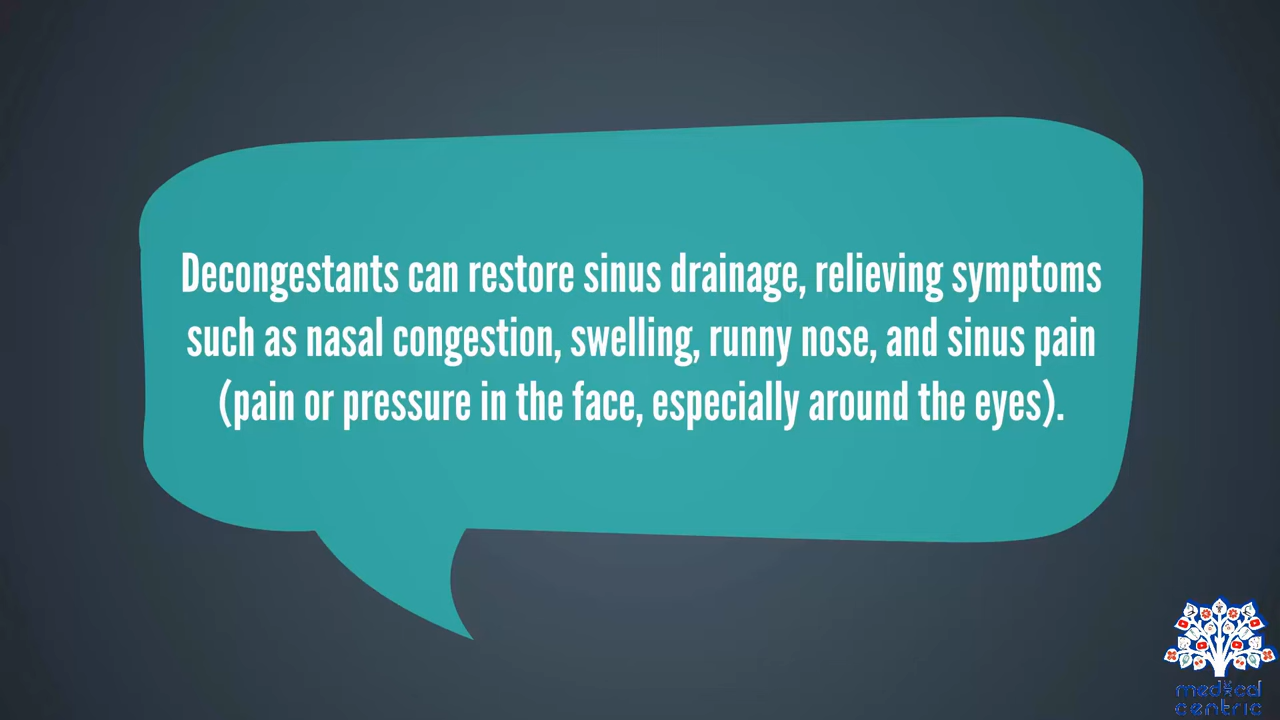 Decongestants can restore sinus drainage, relieving symptoms
such as nasal congestion, swelling, runny nose, and sinus pain
(pain or pressure in the face, especially around the eyes).
medical
centric